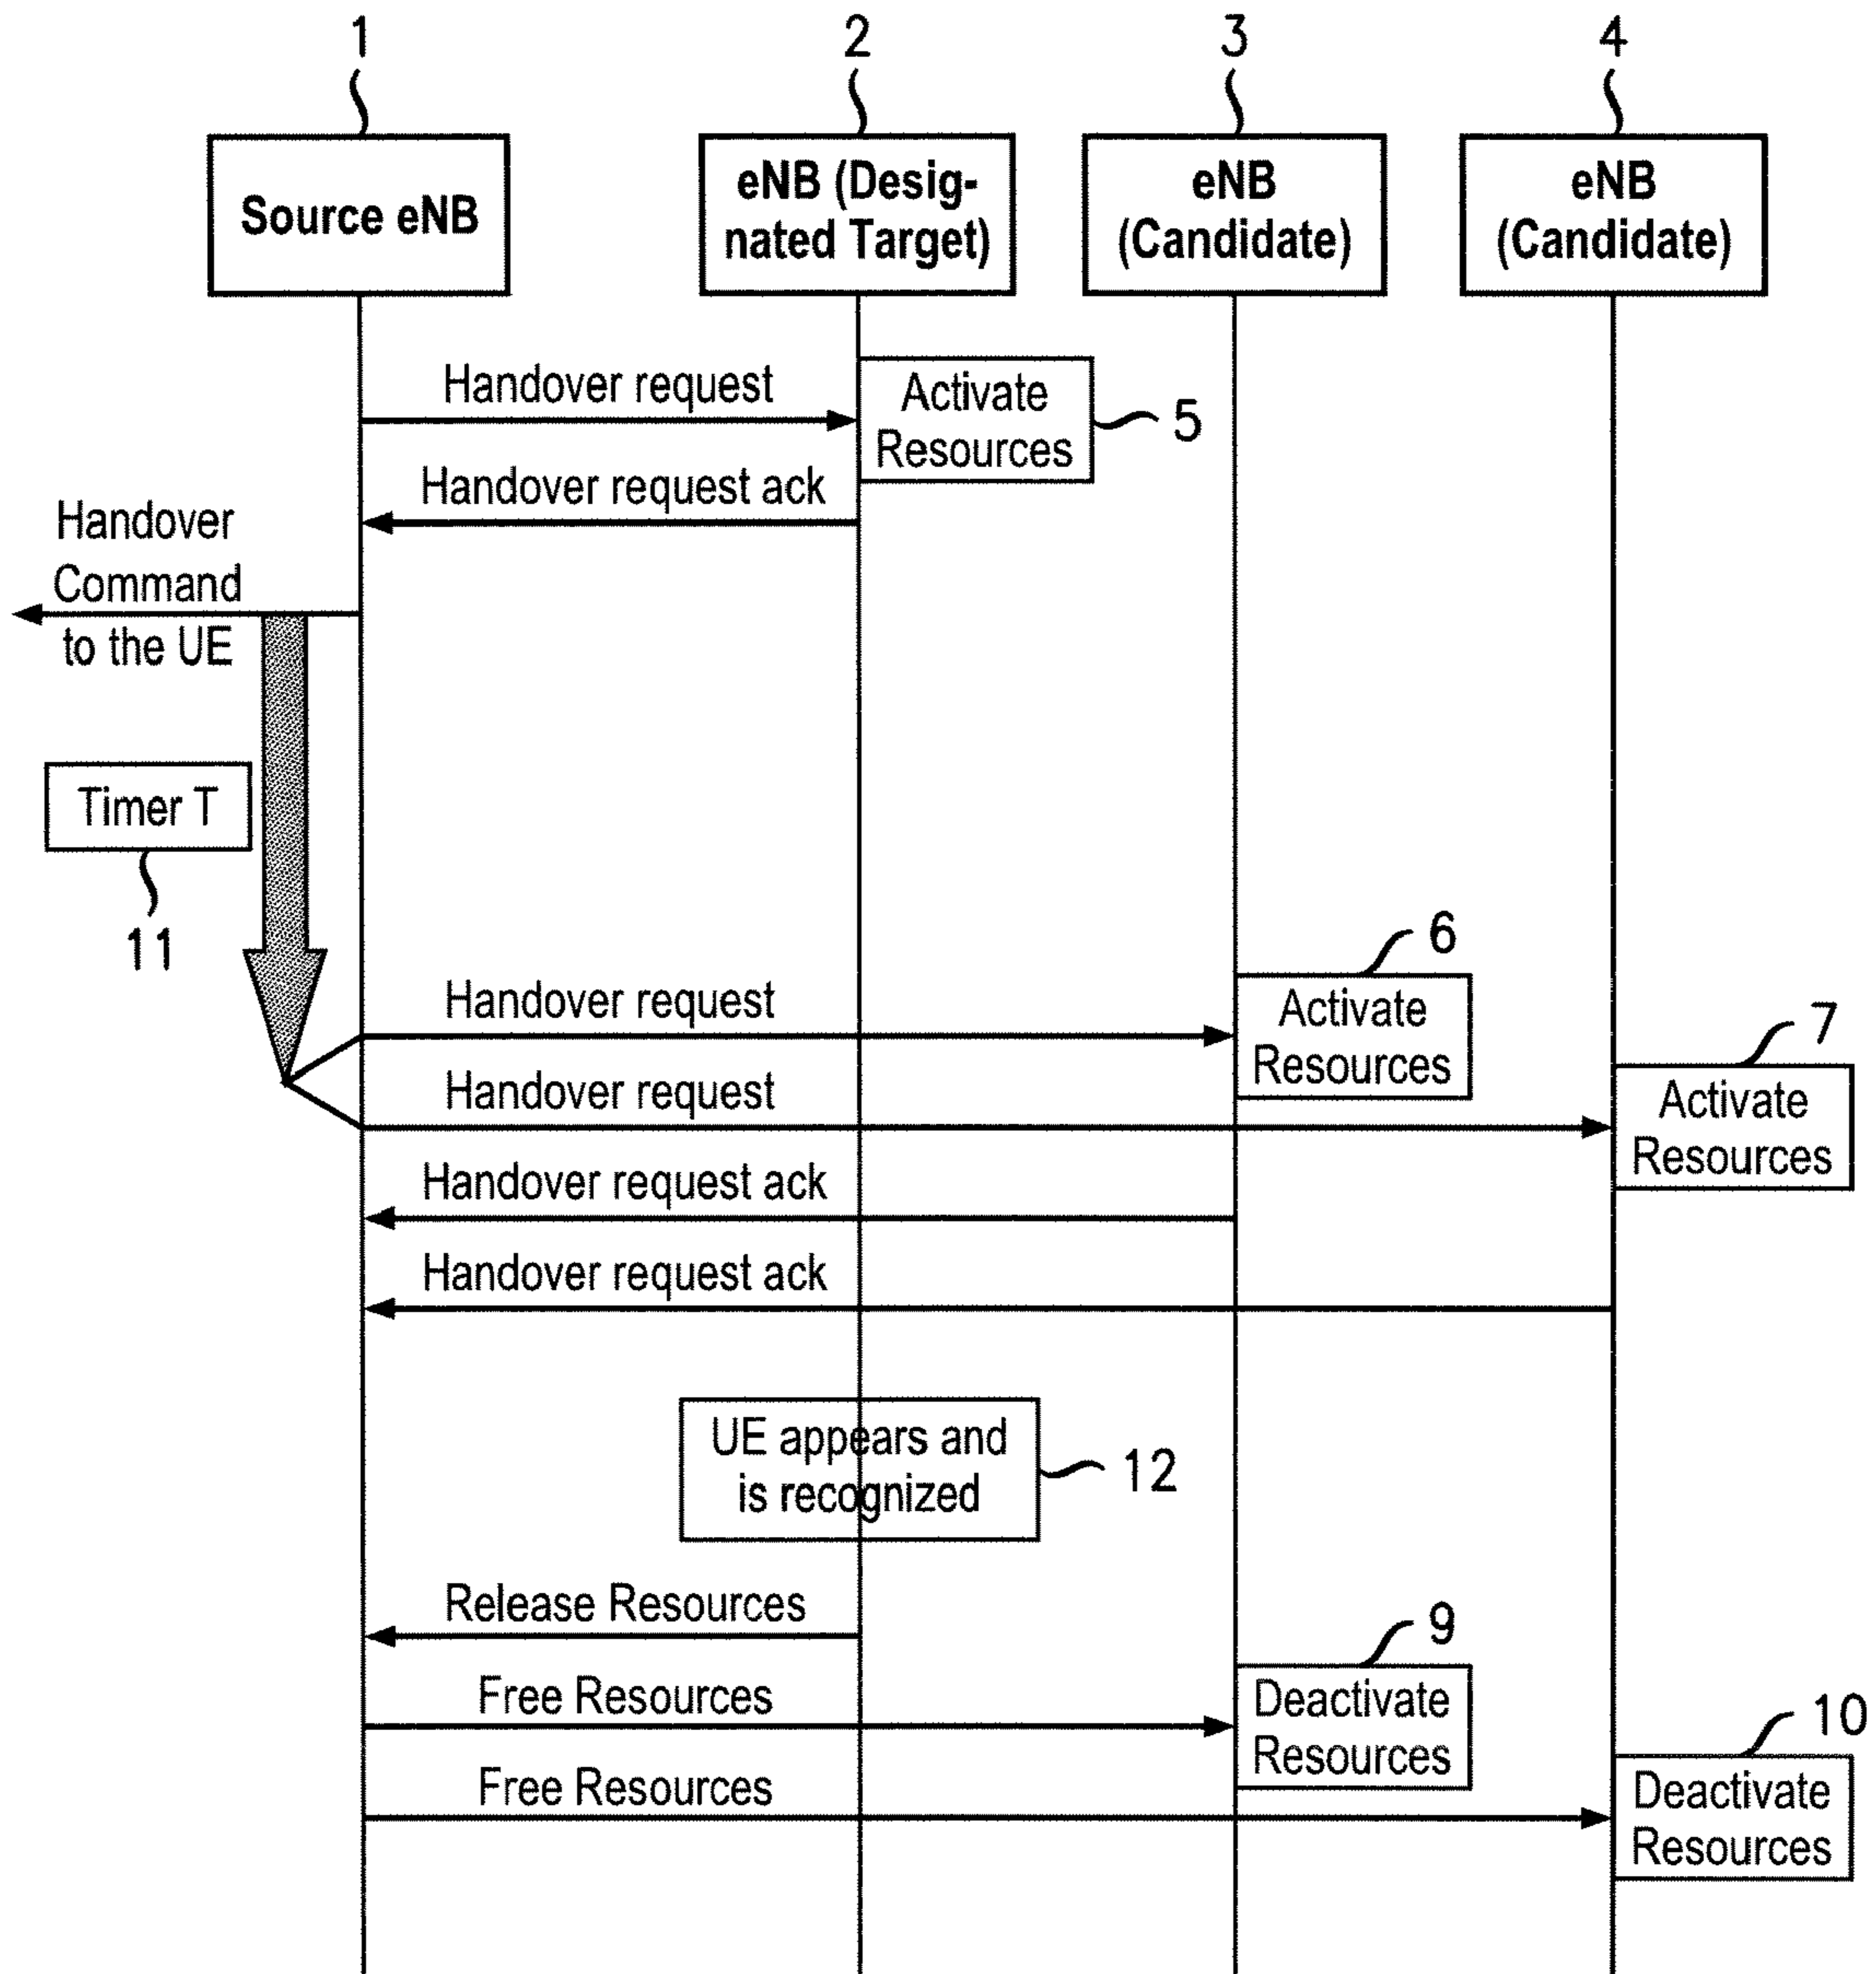 1
2
3
4
Source eNB
eNB (Desig-
nated Target)
eNB
(Candidate)
eNB
(Candidate)
Handover request
Activate
Resources
5
Handover request ack
Handover
Command
to the UE
Timer T
11
6
Handover request
Activate
Resources
7
Handover request
Activate
Resources
Handover request ack
Handover request ack
UE appears and
is recognized
12
Release Resources
9
Free Resources
Deactivate
Resources
10
Free Resources
Deactivate
Resources